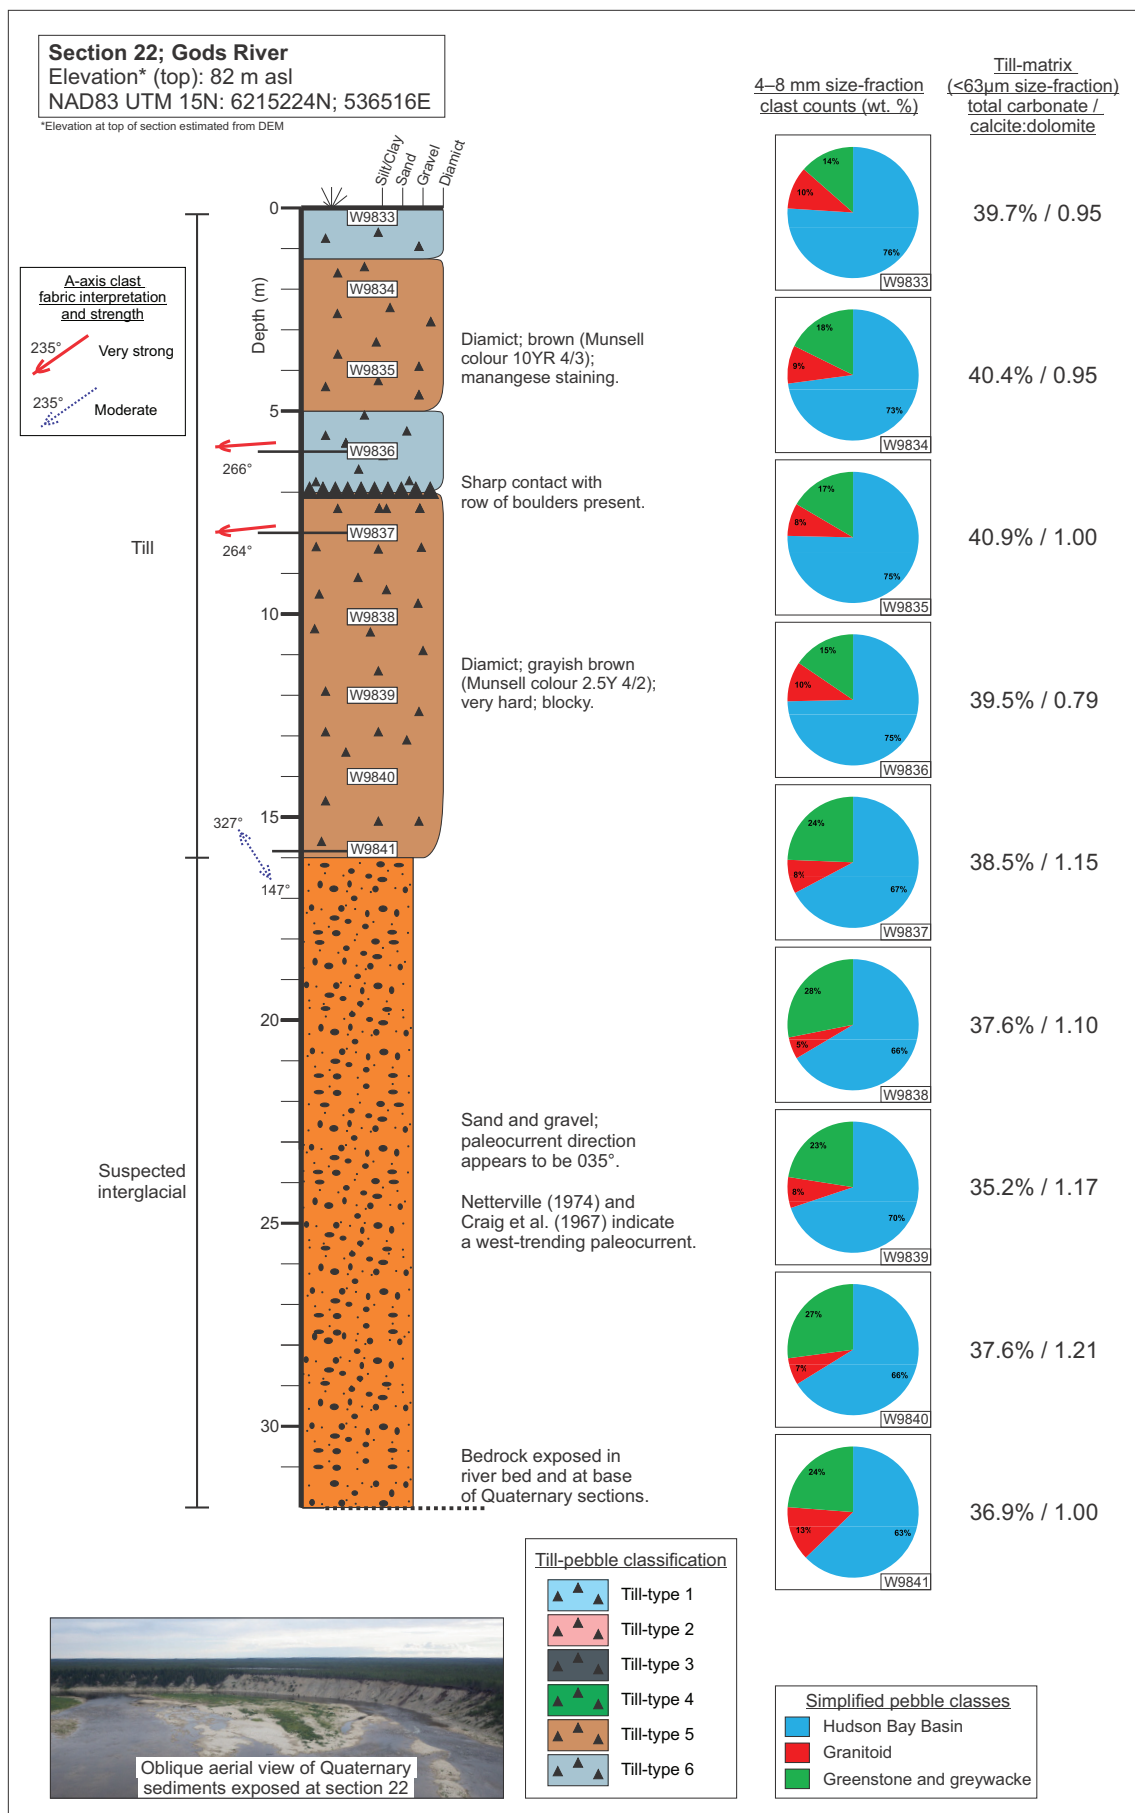 Section 22; Gods River
Elevation* (top): 82 m asl
NAD83 UTM 15N: 6215224N; 536516E
*Elevation at top of section estimated from DEM
4–8 mm size-fraction
clast counts (wt. %)
Till-matrix
(<63µm size-fraction)
total carbonate /
calcite:dolomite
Silt/Clay
Sand
Gravel
Diamict
Depth (m)
0
5
10
15
20
25
30
A-axis clast
fabric interpretation
and strength
235°
Very strong
235°
Moderate
Till
Suspected
interglacial
W9833
W9834
W9835
W9836
W9837
W9838
W9839
W9840
W9841
266°
264°
327°
147°
Diamict; brown (Munsell
colour 10YR 4/3);
manangese staining.
Sharp contact with
row of boulders present.
Diamict; grayish brown
(Munsell colour 2.5Y 4/2);
very hard; blocky.
Sand and gravel;
paleocurrent direction
appears to be 035°.
Netterville (1974) and
Craig et al. (1967) indicate
a west-trending paleocurrent.
Bedrock exposed in
river bed and at base
of Quaternary sections.
14%
10%
76%
W9833
39.7% / 0.95
18%
9%
73%
W9834
40.4% / 0.95
17%
8%
75%
W9835
40.9% / 1.00
15%
10%
75%
W9836
39.5% / 0.79
24%
8%
67%
W9837
38.5% / 1.15
28%
5%
66%
W9838
37.6% / 1.10
23%
8%
70%
W9839
35.2% / 1.17
27%
7%
66%
W9840
37.6% / 1.21
24%
13%
63%
W9841
36.9% / 1.00
Till-pebble classification
Till-type 1
Till-type 2
Till-type 3
Till-type 4
Till-type 5
Till-type 6
Simplified pebble classes
Hudson Bay Basin
Granitoid
Greenstone and greywacke
Oblique aerial view of Quaternary
sediments exposed at section 22